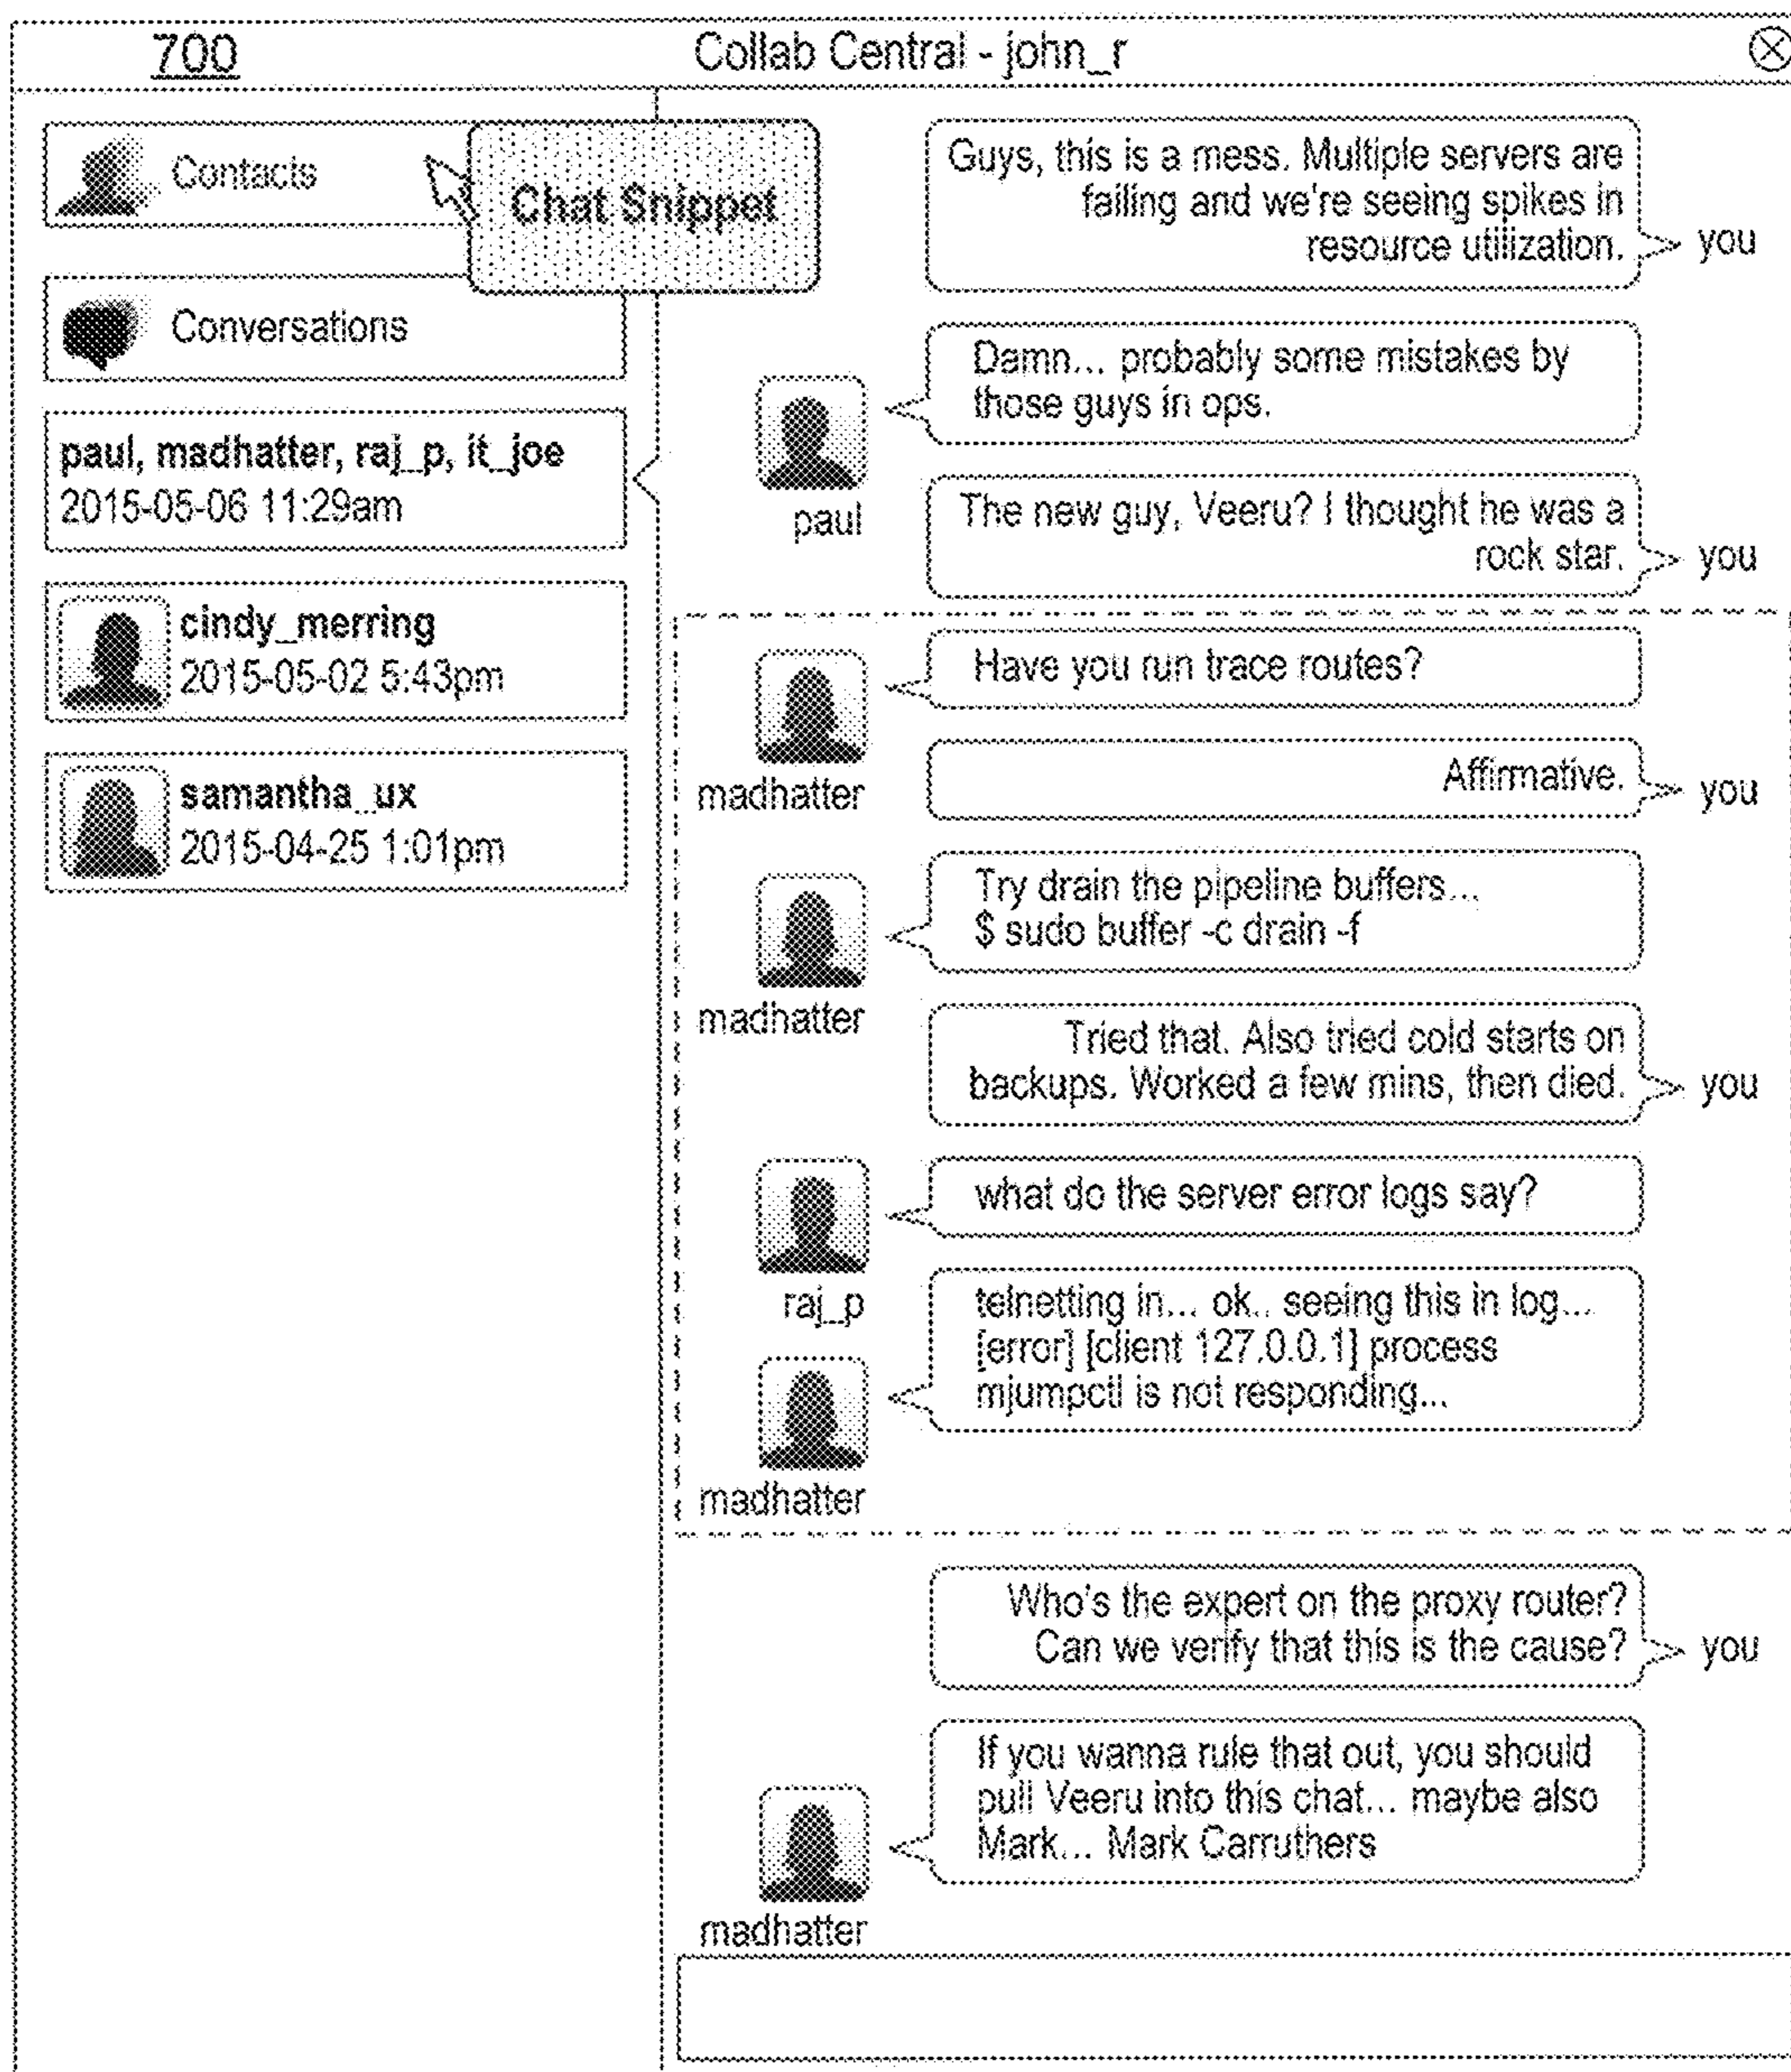 700
Collab Central - john_r
Contacts
Chat Snippet
Conversations
paul, madhatter, raj_p, it_joe
2015-05-06 11:29am
cindy_merring
2015-05-02 5:43pm
samantha_ux
2015-04-25 1:01pm
Guys, this is a mess. Multiple servers are
failing and we're seeing spikes in
resource utilization.
you
Damn... probably some mistakes by
those guys in ops.
paul
The new guy, Veeru? I thought he was a
rock star.
you
Have you run trace routes?
madhatter
Affirmative.
you
Try drain the pipeline buffers...
$ sudo buffer -c drain -f
madhatter
Tried that. Also tried cold starts on
backups. Worked a few mins, then died.
you
what do the server error logs say?
raj_p
telnetting in... ok.. seeing this in log...
[error] [client 127.0.0.1] process
mjumpctl is not responding...
madhatter
Who's the expert on the proxy router?
Can we verify that this is the cause?
you
If you wanna rule that out, you should
pull Veeru into this chat... maybe also
Mark... Mark Carruthers
madhatter